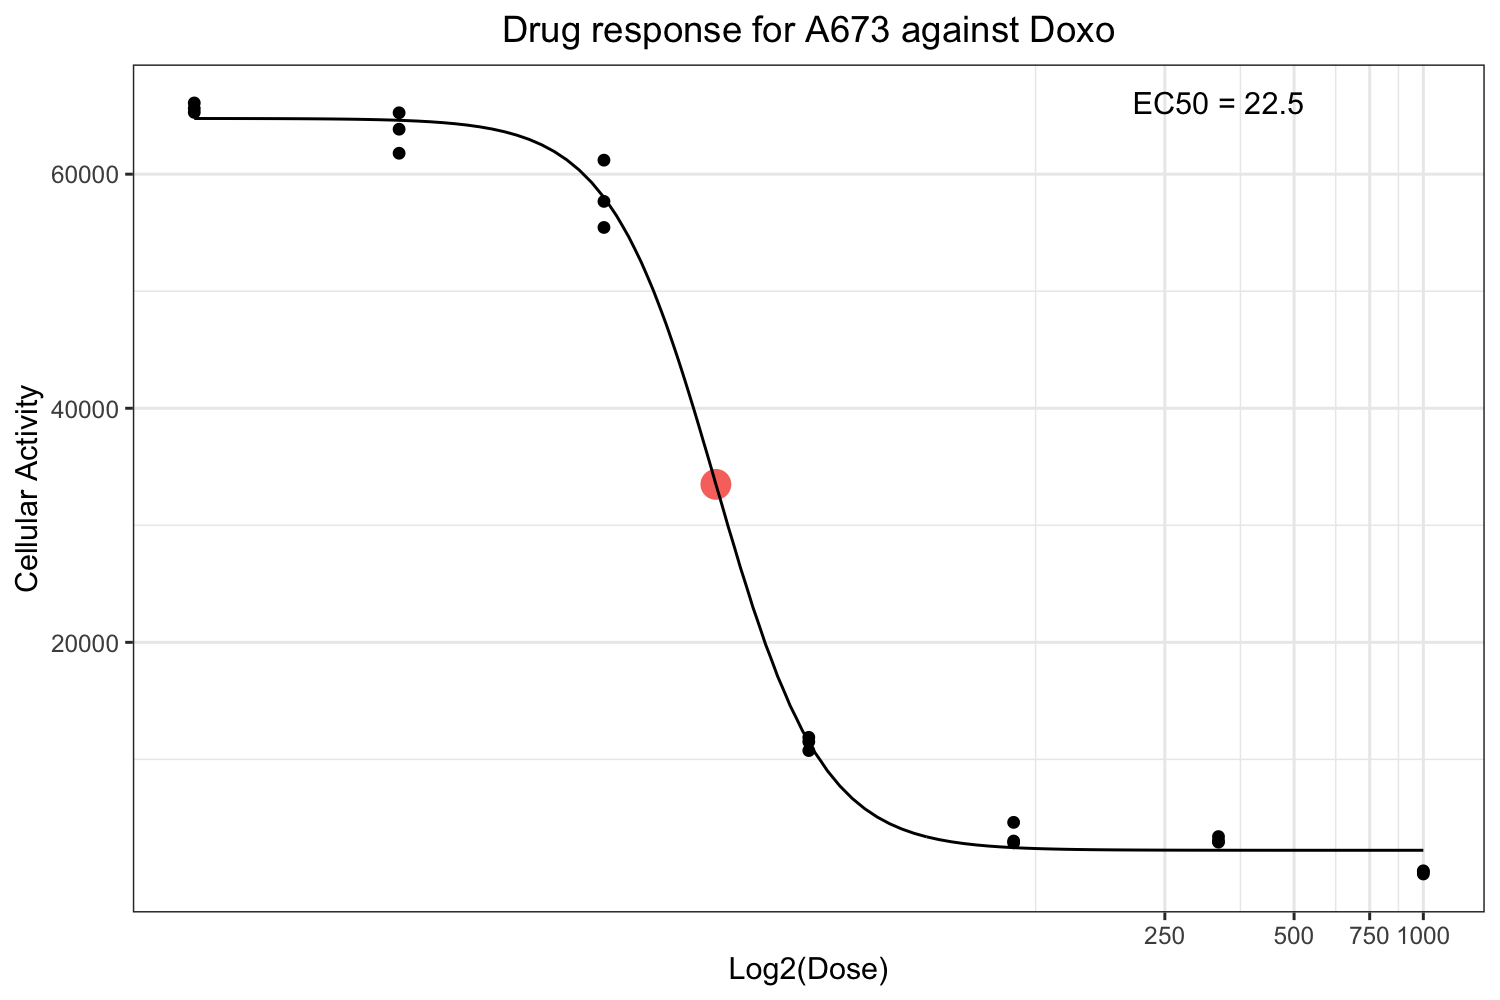 Drug response for A673 against Doxo
EC50 = 22.5
60000
40000
20000
Cellular Activity
250 500 750 1000
Log2(Dose)